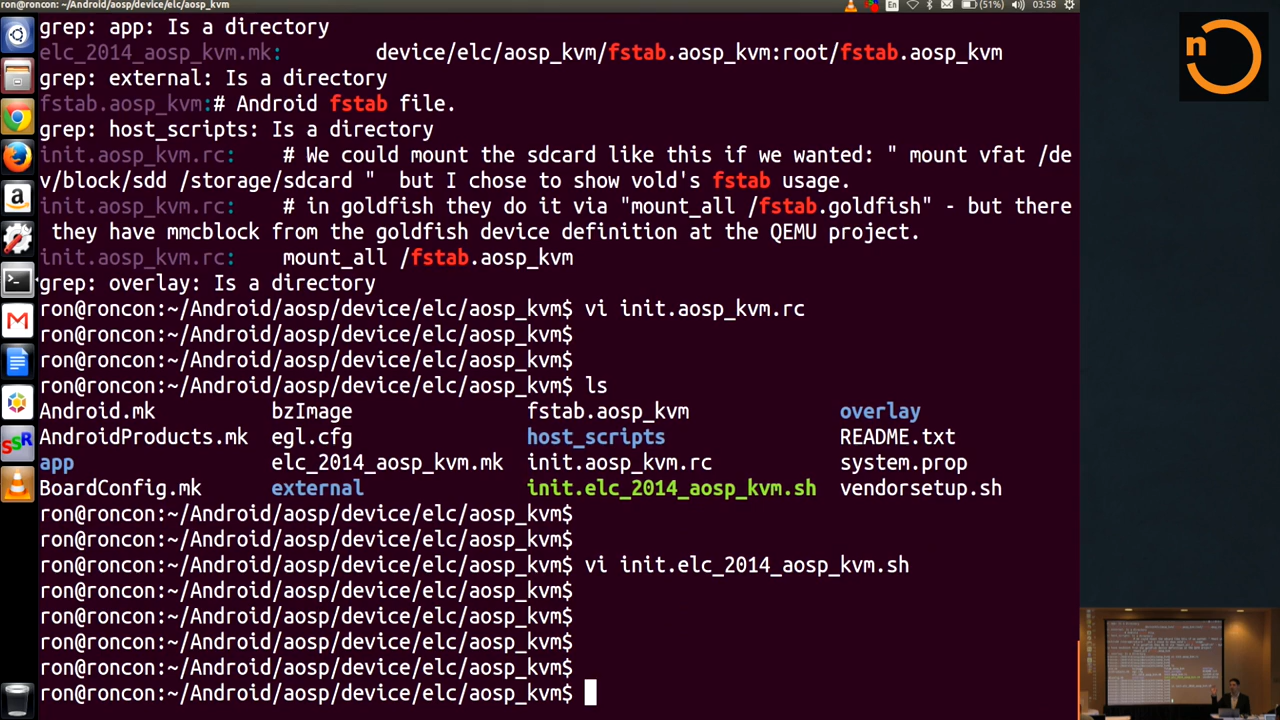 ron@roncon: ~/Android/aosp/device/elc/aosp_kvm
En
(51%)
03:58
grep: app: Is a directory
elc_2014_aosp_kvm.mk: device/elc/aosp_kvm/fstab.aosp_kvm:root/fstab.aosp_kvm
grep: external: Is a directory
fstab.aosp_kvm:# Android fstab file.
grep: host_scripts: Is a directory
init.aosp_kvm.rc: # We could mount the sdcard like this if we wanted: " mount vfat /de
v/block/sdd /storage/sdcard " but I chose to show vold's fstab usage.
init.aosp_kvm.rc: # in goldfish they do it via "mount_all /fstab.goldfish" - but there
they have mmcblock from the goldfish device definition at the QEMU project.
init.aosp_kvm.rc: mount_all /fstab.aosp_kvm
grep: overlay: Is a directory
ron@roncon:~/Android/aosp/device/elc/aosp_kvm$ vi init.aosp_kvm.rc
ron@roncon:~/Android/aosp/device/elc/aosp_kvm$
ron@roncon:~/Android/aosp/device/elc/aosp_kvm$
ron@roncon:~/Android/aosp/device/elc/aosp_kvm$ ls
Android.mk bzImage fstab.aosp_kvm overlay
AndroidProducts.mk egl.cfg host_scripts README.txt
app elc_2014_aosp_kvm.mk init.aosp_kvm.rc system.prop
BoardConfig.mk external init.elc_2014_aosp_kvm.sh vendorsetup.sh
ron@roncon:~/Android/aosp/device/elc/aosp_kvm$
ron@roncon:~/Android/aosp/device/elc/aosp_kvm$
ron@roncon:~/Android/aosp/device/elc/aosp_kvm$ vi init.elc_2014_aosp_kvm.sh
ron@roncon:~/Android/aosp/device/elc/aosp_kvm$
ron@roncon:~/Android/aosp/device/elc/aosp_kvm$
ron@roncon:~/Android/aosp/device/elc/aosp_kvm$
ron@roncon:~/Android/aosp/device/elc/aosp_kvm$
ron@roncon:~/Android/aosp/device/elc/aosp_kvm$
n
SSR